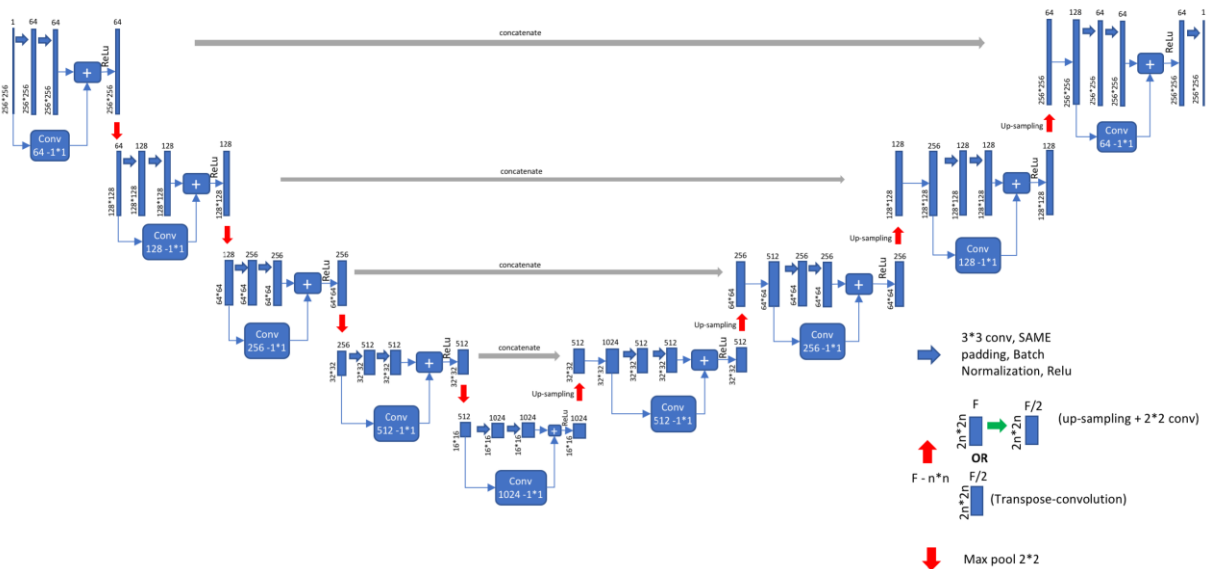 1 64 64 64
256*256 256*256 256*256 ReLu 256*256
+
Conv
64 -1*1
concatenate
64 128 64 64 64 1
256*256 256*256 256*256 256*256 ReLu 256*256 256*256
+
Conv
64 -1*1
Up-sampling
64 128 128 128
128*128 128*128 128*128 ReLu 128*128
+
Conv
128 -1*1
concatenate
128 256 128 128 128
128*128 128*128 128*128 128*128 ReLu 128*128
+
Conv
128 -1*1
Up-sampling
128 256 256 256
64*64 64*64 64*64 ReLu 64*64
+
Conv
256 -1*1
concatenate
256 512 256 256 256
64*64 64*64 64*64 64*64 ReLu 64*64
+
Conv
256 -1*1
Up-sampling
256 512 512 512
32*32 32*32 32*32 ReLu 32*32
+
Conv
512 -1*1
concatenate
512 1024 512 512 512
32*32 32*32 32*32 32*32 ReLu 32*32
+
Conv
512 -1*1
Up-sampling
512 1024 1024 1024
16*16 16*16 16*16 ReLu 16*16
+
Conv
1024 -1*1
3*3 conv, SAME
padding, Batch
Normalization, Relu
F F/2
2n*2n 2n*2n (up-sampling + 2*2 conv)
OR
F - n*n
F/2
2n*2n (Transpose-convolution)
Max pool 2*2